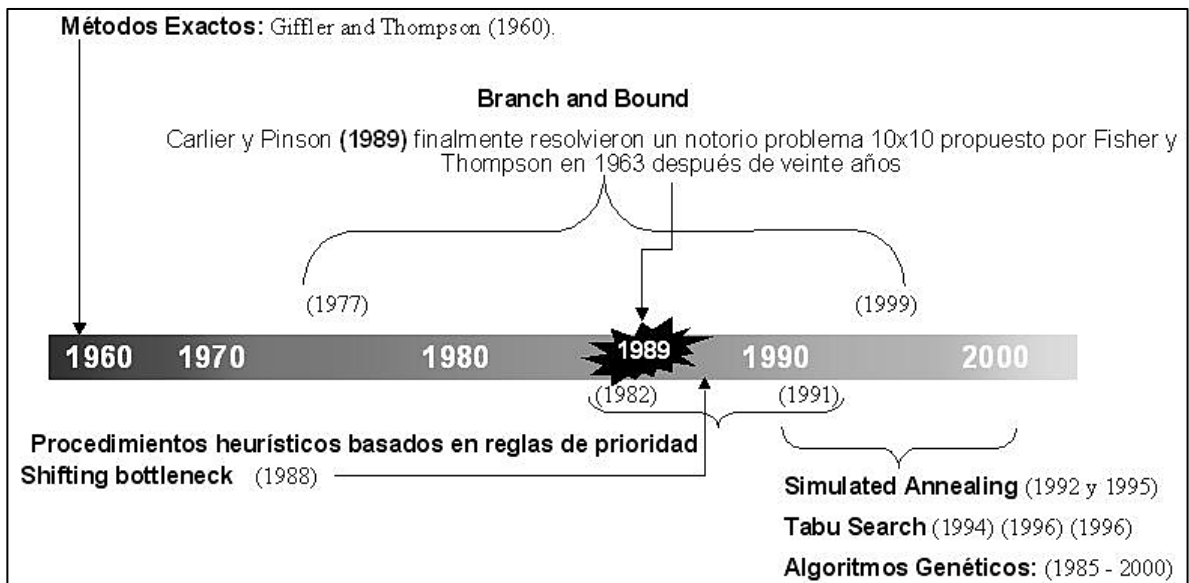 Métodos Exactos: Giffler and Thompson (1960).
Branch and Bound
Carlier y Pinson (1989) finalmente resolvieron un notorio problema 10x10 propuesto por Fisher y
Thompson en 1963 después de veinte años
(1977)
(1999)
1960 1970 1980 1989 1990 2000
(1982)
(1991)
Procedimientos heurísticos basados en reglas de prioridad
Shifting bottleneck (1988)
Simulated Annealing (1992 y 1995)
Tabu Search (1994) (1996) (1996)
Algoritmos Genéticos: (1985 - 2000)